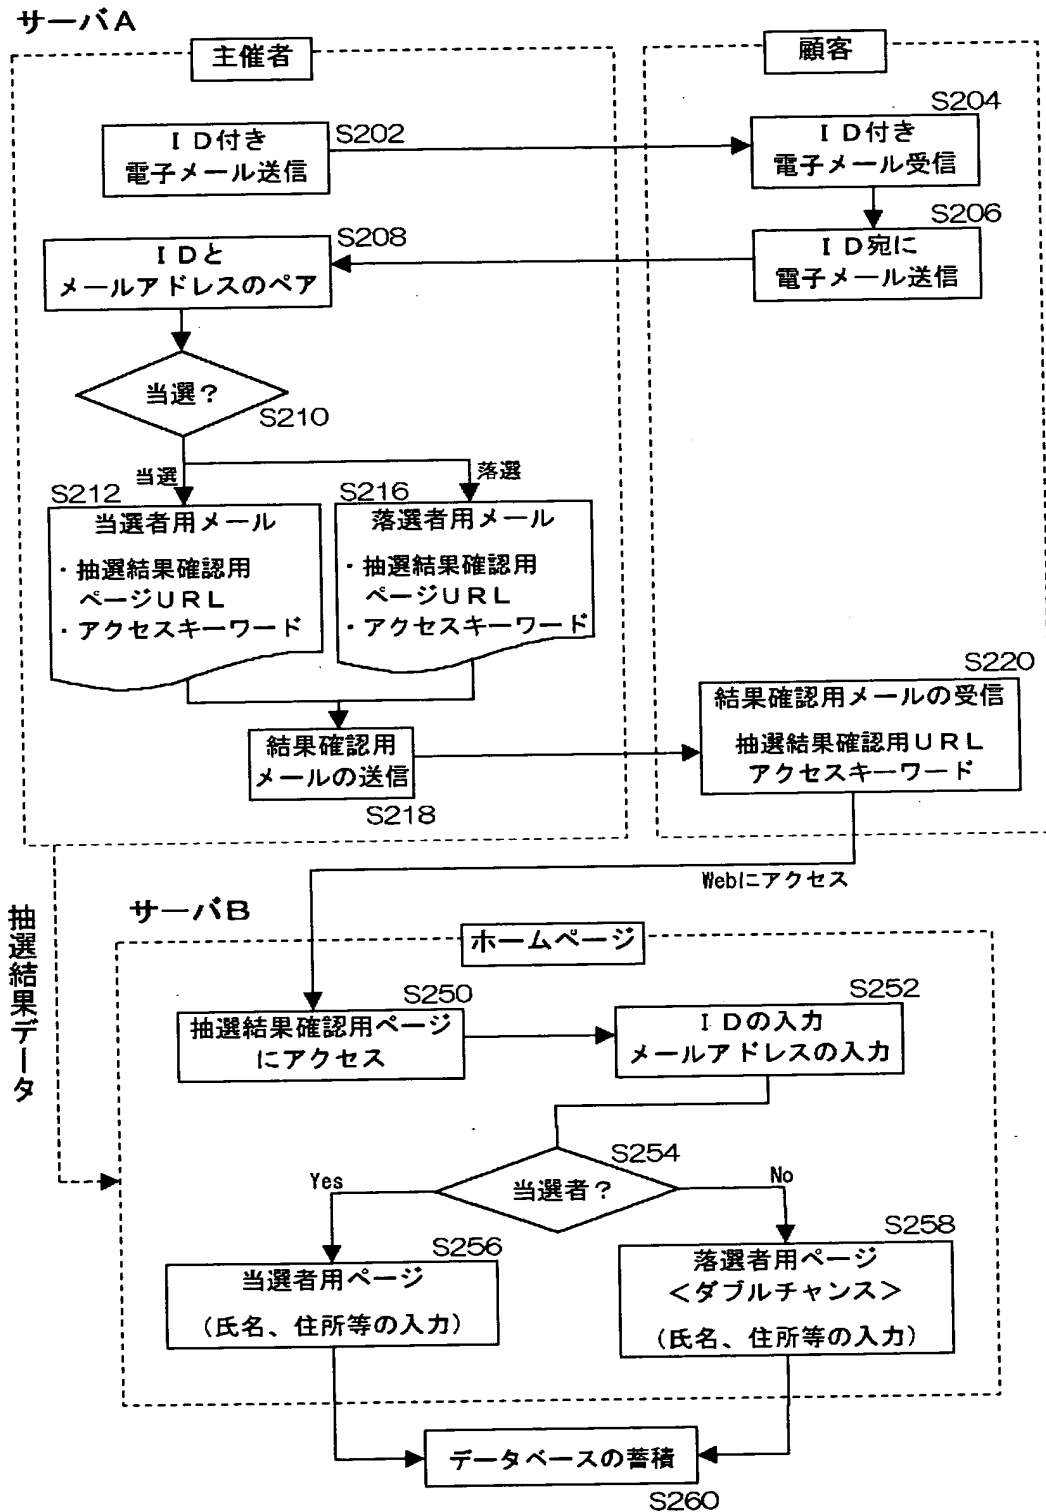 サーバA
主催者
顧客
S202
ID付き
電子メール送信
S204
ID付き
電子メール受信
S206
ID宛に
電子メール送信
S208
IDと
メールアドレスのペア
当選?
S210
当選
落選
S212
当選者用メール
・抽選結果確認用
ページURL
・アクセスキーワード
S216
落選者用メール
・抽選結果確認用
ページURL
・アクセスキーワード
結果確認用
メールの送信
S218
S220
結果確認用メールの受信
抽選結果確認用URL
アクセスキーワード
Webにアクセス
抽選結果データ
サーバB
ホームページ
S250
抽選結果確認用ページ
にアクセス
S252
IDの入力
メールアドレスの入力
S254
当選者?
Yes
No
S256
当選者用ページ
(氏名、住所等の入力)
S258
落選者用ページ
<ダブルチャンス>
(氏名、住所等の入力)
データベースの蓄積
S260